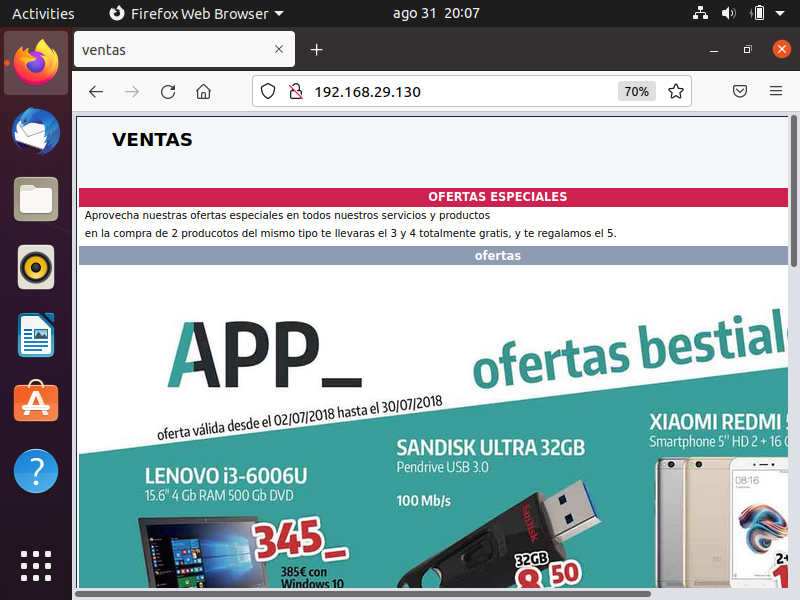 Activities
Firefox Web Browser
ago 31 20:07
ventas
192.168.29.130
70%
VENTAS
OFERTAS ESPECIALES
Aprovecha nuestras ofertas especiales en todos nuestros servicios y productos
en la compra de 2 producotos del mismo tipo te llevaras el 3 y 4 totalmente gratis, y te regalamos el 5.
ofertas
APP_
ofertas bestial
oferta válida desde el 02/07/2018 hasta el 30/07/2018
XIAOMI REDMI
Smartphone 5" HD 2 + 16
SANDISK ULTRA 32GB
Pendrive USB 3.0
100 Mb/s
LENOVO i3-6006U
15.6" 4 Gb RAM 500 Gb DVD
08:16
SanDisk
345_
385€ con
Windows 10
32GB
8,50
2+